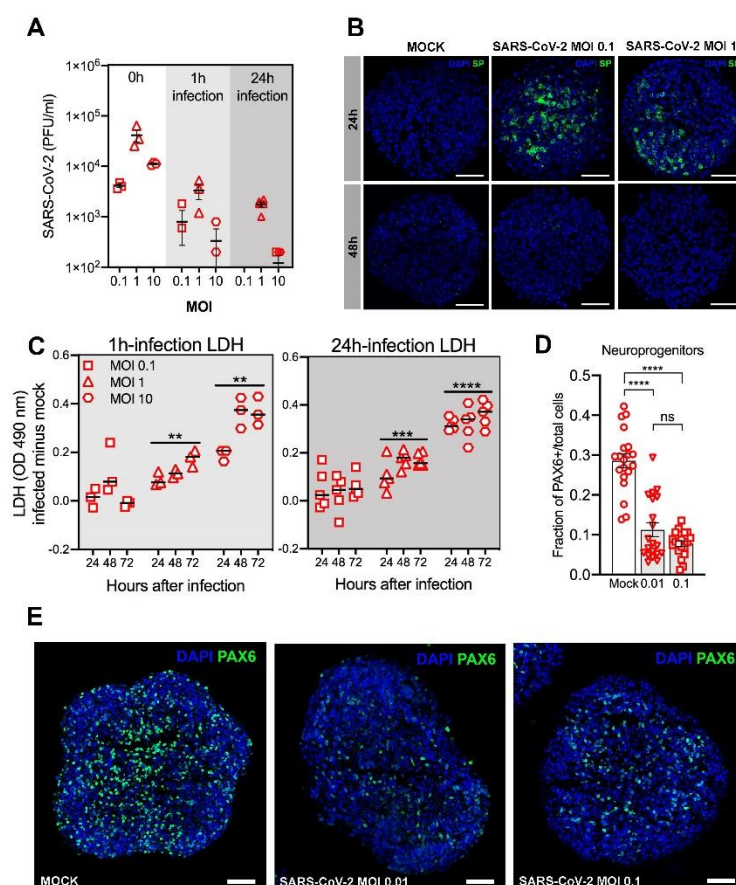 A
SARS-CoV-2 (PFU/ml)
1×10⁶
1×10⁵
1×10⁴
1×10³
1×10²
0h
1h infection
24h infection
0.1 1 10 0.1 1 10 0.1 1 10
MOI
B
MOCK SARS-CoV-2 MOI 0.1 SARS-CoV-2 MOI 1
DAPI SP DAPI SP DAPI SP
24h
48h
C
1h-infection LDH
LDH (OD 490 nm)
infected minus mock
0.6
0.4
0.2
0.0
-0.2
MOI 0.1
MOI 1
MOI 10
**
**
24 48 72 24 48 72 24 48 72
Hours after infection
24h-infection LDH
0.6
0.4
0.2
0.0
-0.2
***
****
24 48 72 24 48 72 24 48 72
Hours after infection
D
Neuroprogenitors
Fraction of PAX6+/total cells
0.5
0.4
0.3
0.2
0.1
0.0
****
****
ns
Mock 0.01 0.1
E
DAPI PAX6 DAPI PAX6 DAPI PAX6
MOCK SARS-CoV-2 MOI 0.01 SARS-CoV-2 MOI 0.1